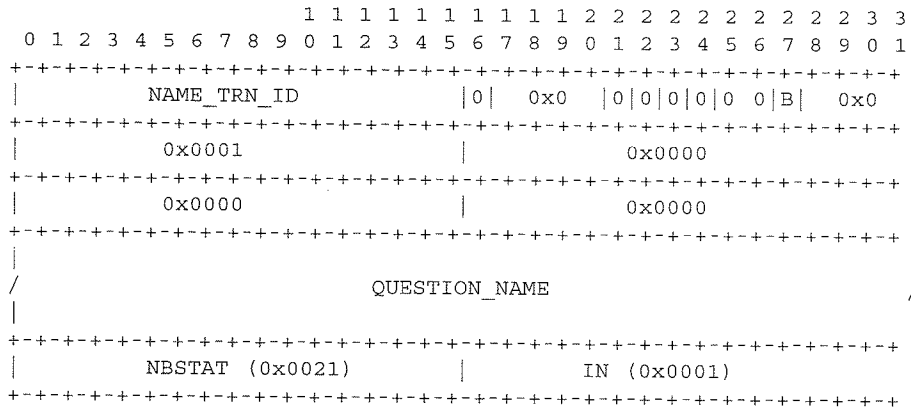 1 1 1 1 1 1 1 1 1 1 2 2 2 2 2 2 2 2 2 2 3 3
 0 1 2 3 4 5 6 7 8 9 0 1 2 3 4 5 6 7 8 9 0 1 2 3 4 5 6 7 8 9 0 1
+-+-+-+-+-+-+-+-+-+-+-+-+-+-+-+-+-+-+-+-+-+-+-+-+-+-+-+-+-+-+-+-+
|         NAME_TRN_ID           |0|  0x0  |0|0|0|0|0 0|B|  0x0
+-+-+-+-+-+-+-+-+-+-+-+-+-+-+-+-+-+-+-+-+-+-+-+-+-+-+-+-+-+-+-+-+
|          0x0001               |           0x0000
+-+-+-+-+-+-+-+-+-+-+-+-+-+-+-+-+-+-+-+-+-+-+-+-+-+-+-+-+-+-+-+-+
|          0x0000               |           0x0000
+-+-+-+-+-+-+-+-+-+-+-+-+-+-+-+-+-+-+-+-+-+-+-+-+-+-+-+-+-+-+-+-+
|
/                         QUESTION_NAME                         /
|
+-+-+-+-+-+-+-+-+-+-+-+-+-+-+-+-+-+-+-+-+-+-+-+-+-+-+-+-+-+-+-+-+
|         NBSTAT (0x0021)       |        IN (0x0001)
+-+-+-+-+-+-+-+-+-+-+-+-+-+-+-+-+-+-+-+-+-+-+-+-+-+-+-+-+-+-+-+-+